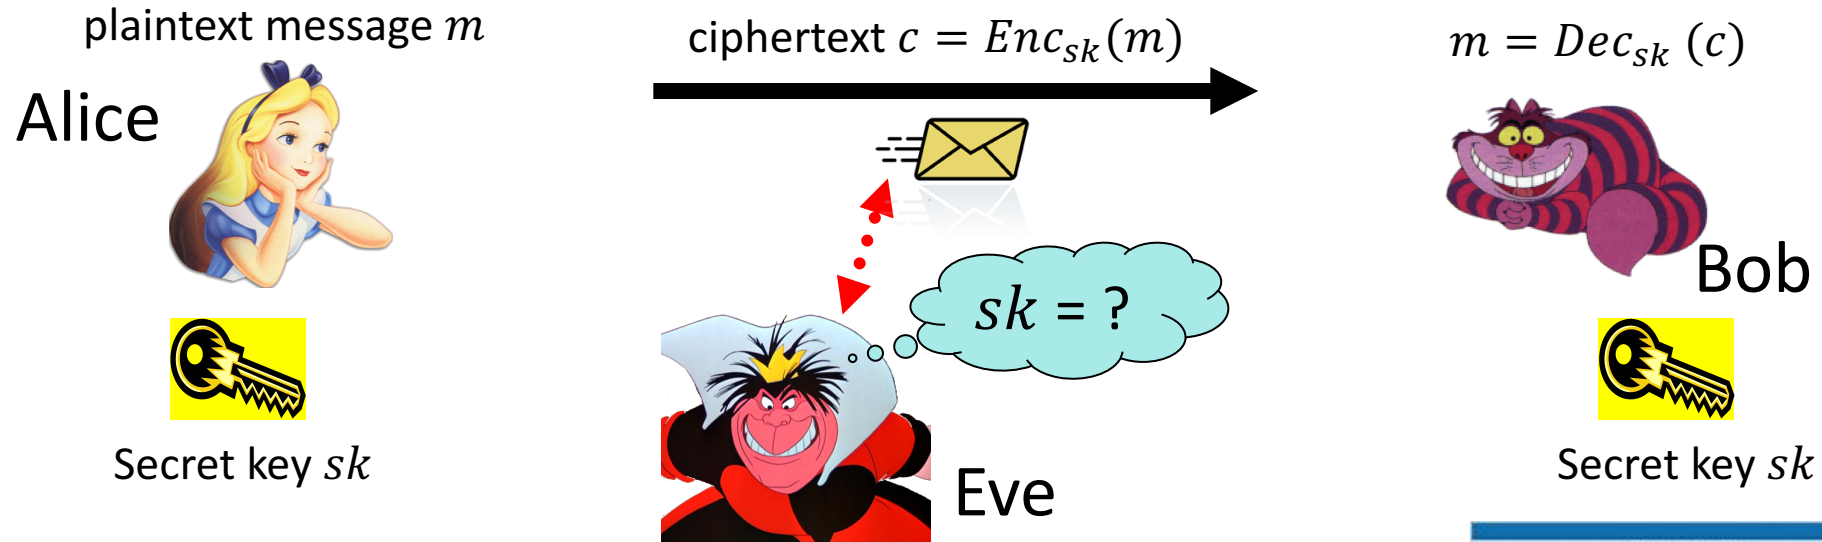 plaintext message m
ciphertext c = Enc_sk(m)
m = Dec_sk (c)
Alice
Bob
sk = ?
Secret key sk
Eve
Secret key sk